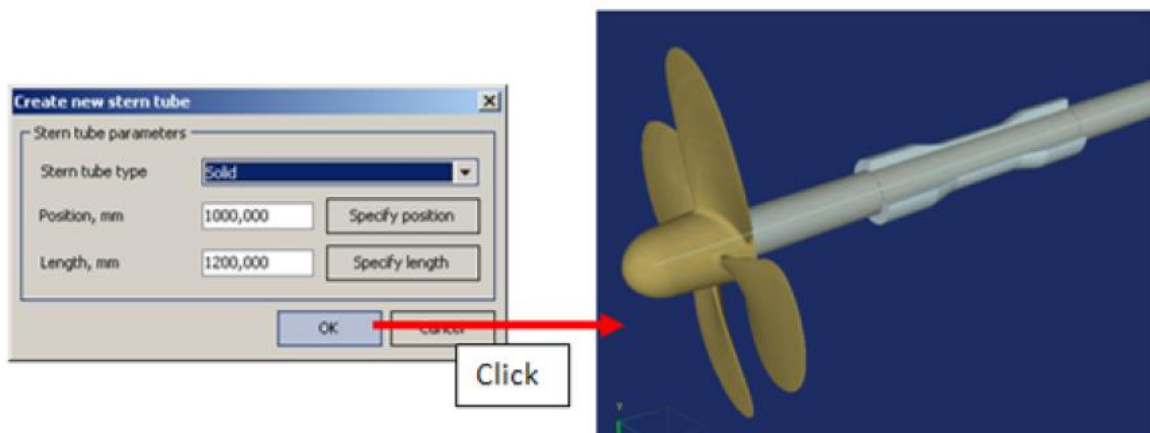 Create new stern tube
Stern tube parameters
Stern tube type
Solid
Position, mm
1000,000
Specify position
Length, mm
1200,000
Specify length
OK
Cancel
Click
Y